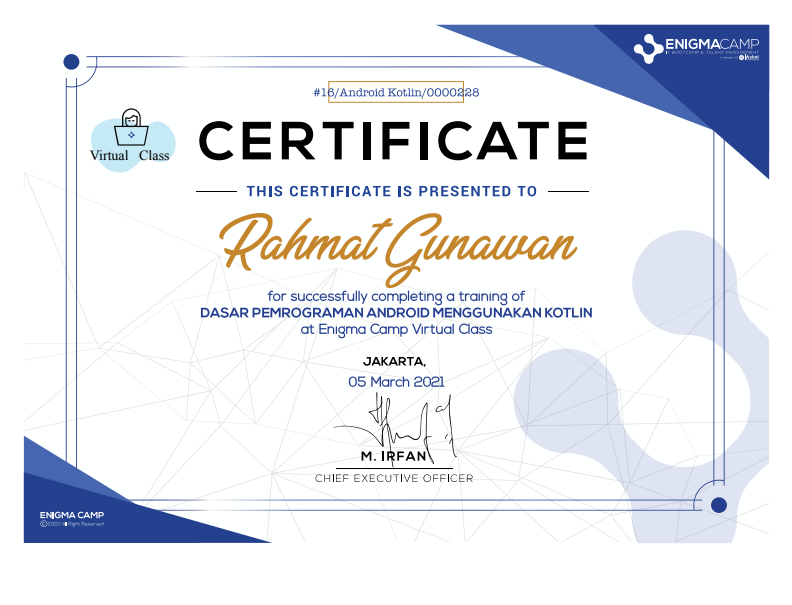 ENIGMACAMP
IT BOOTCAMP & TALENT MANAGEMENT
#16/Android Kotlin/0000228
Virtual Class
CERTIFICATE
THIS CERTIFICATE IS PRESENTED TO
Rahmat Gunawan
for successfully completing a training of
DASAR PEMROGRAMAN ANDROID MENGGUNAKAN KOTLIN
at Enigma Camp Virtual Class
JAKARTA,
05 March 2021
M. IRFAN
CHIEF EXECUTIVE OFFICER
ENIGMA CAMP
©2020 All Right Reserved